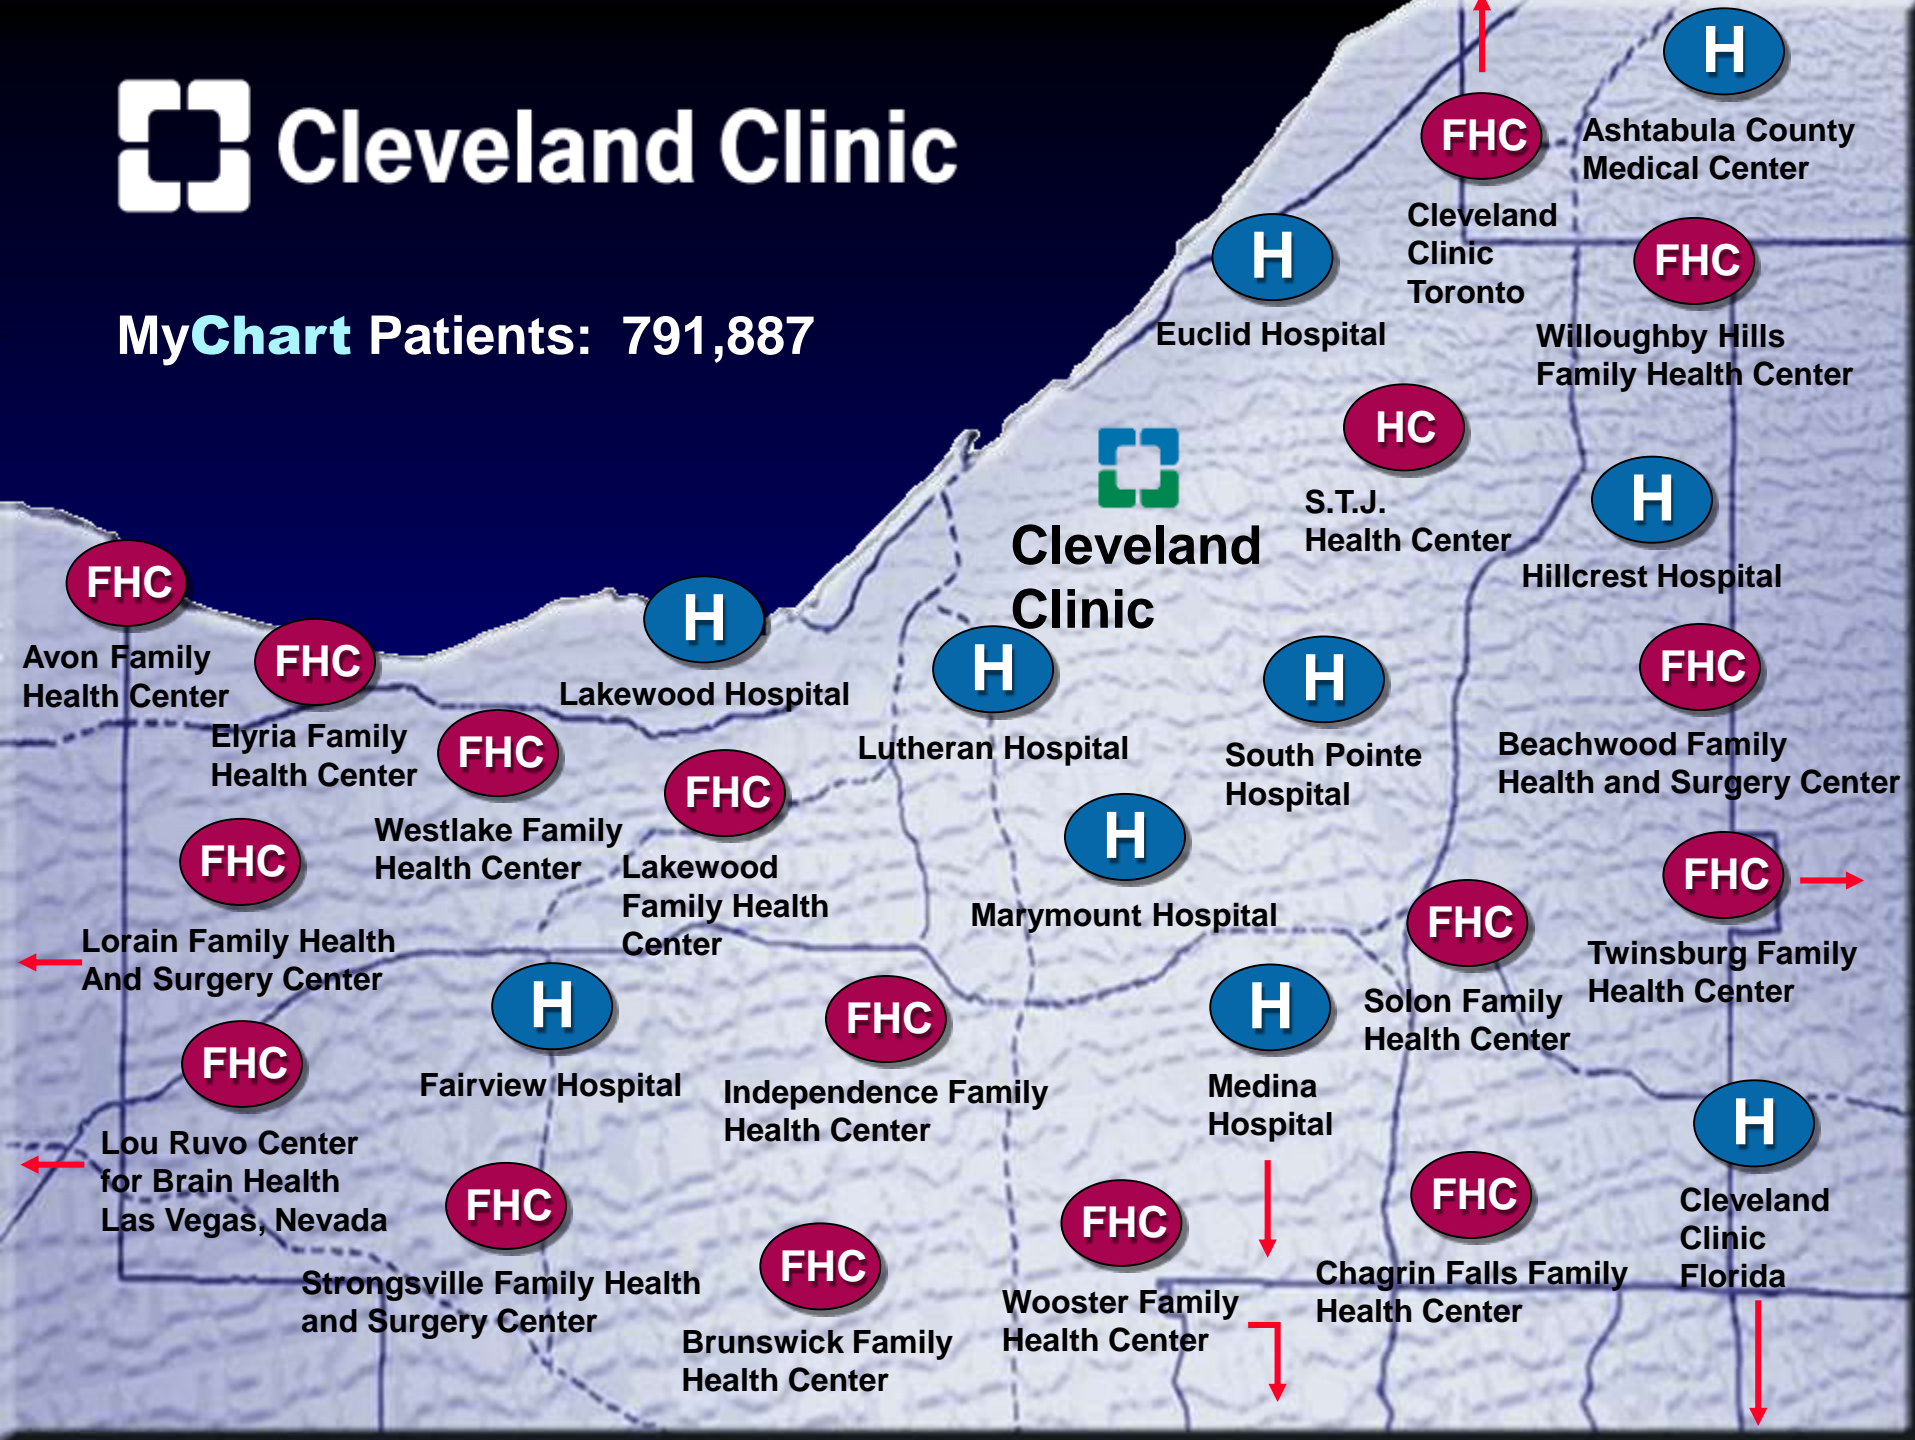 Cleveland Clinic
MyChart Patients: 791,887
H
Ashtabula County
Medical Center
FHC
Cleveland
Clinic
Toronto
H
Euclid Hospital
FHC
Willoughby Hills
Family Health Center
HC
S.T.J.
Health Center
Cleveland
Clinic
H
Hillcrest Hospital
FHC
Avon Family
Health Center
FHC
Elyria Family
Health Center
H
Lakewood Hospital
H
Lutheran Hospital
H
South Pointe
Hospital
FHC
Beachwood Family
Health and Surgery Center
FHC
Westlake Family
Health Center
FHC
Lakewood
Family Health
Center
H
Marymount Hospital
FHC
Lorain Family Health
And Surgery Center
FHC
Solon Family
Health Center
FHC
Twinsburg Family
Health Center
H
Fairview Hospital
FHC
Independence Family
Health Center
H
Medina
Hospital
FHC
Lou Ruvo Center
for Brain Health
Las Vegas, Nevada
H
Cleveland
Clinic
Florida
FHC
Strongsville Family Health
and Surgery Center
FHC
Brunswick Family
Health Center
FHC
Wooster Family
Health Center
FHC
Chagrin Falls Family
Health Center